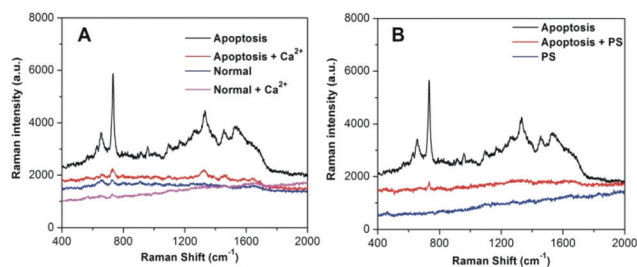 A
Apoptosis
Apoptosis + Ca²⁺
Normal
Normal + Ca²⁺
Raman intensity (a.u.)
8000
6000
4000
2000
0
400 800 1200 1600 2000
Raman Shift (cm⁻¹)
B
Apoptosis
Apoptosis + PS
PS
Raman intensity (a.u.)
8000
6000
4000
2000
0
400 800 1200 1600 2000
Raman Shift (cm⁻¹)